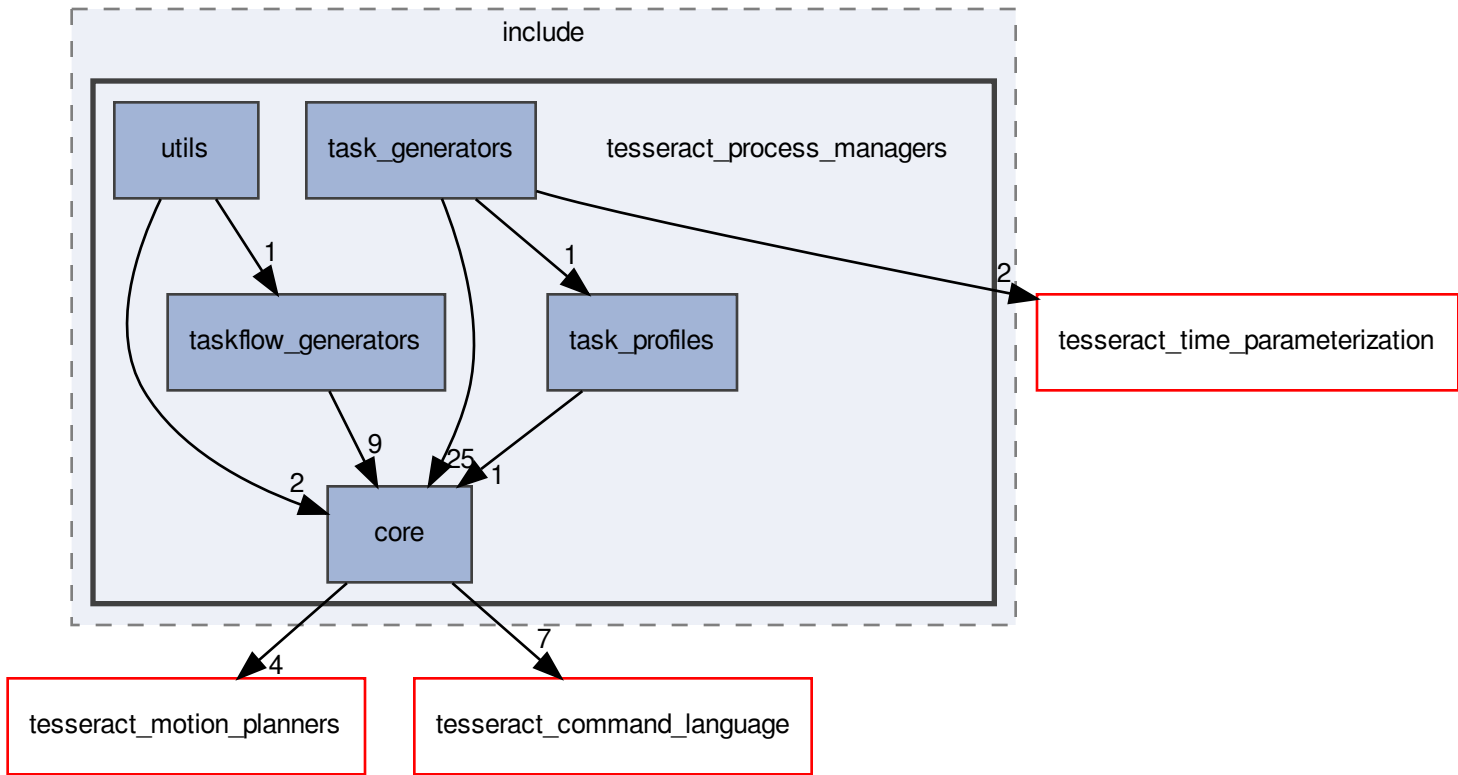 include
utils
task_generators
tesseract_process_managers
1
1
2
taskflow_generators
task_profiles
tesseract_time_parameterization
9
25
1
2
core
7
4
tesseract_motion_planners
tesseract_command_language